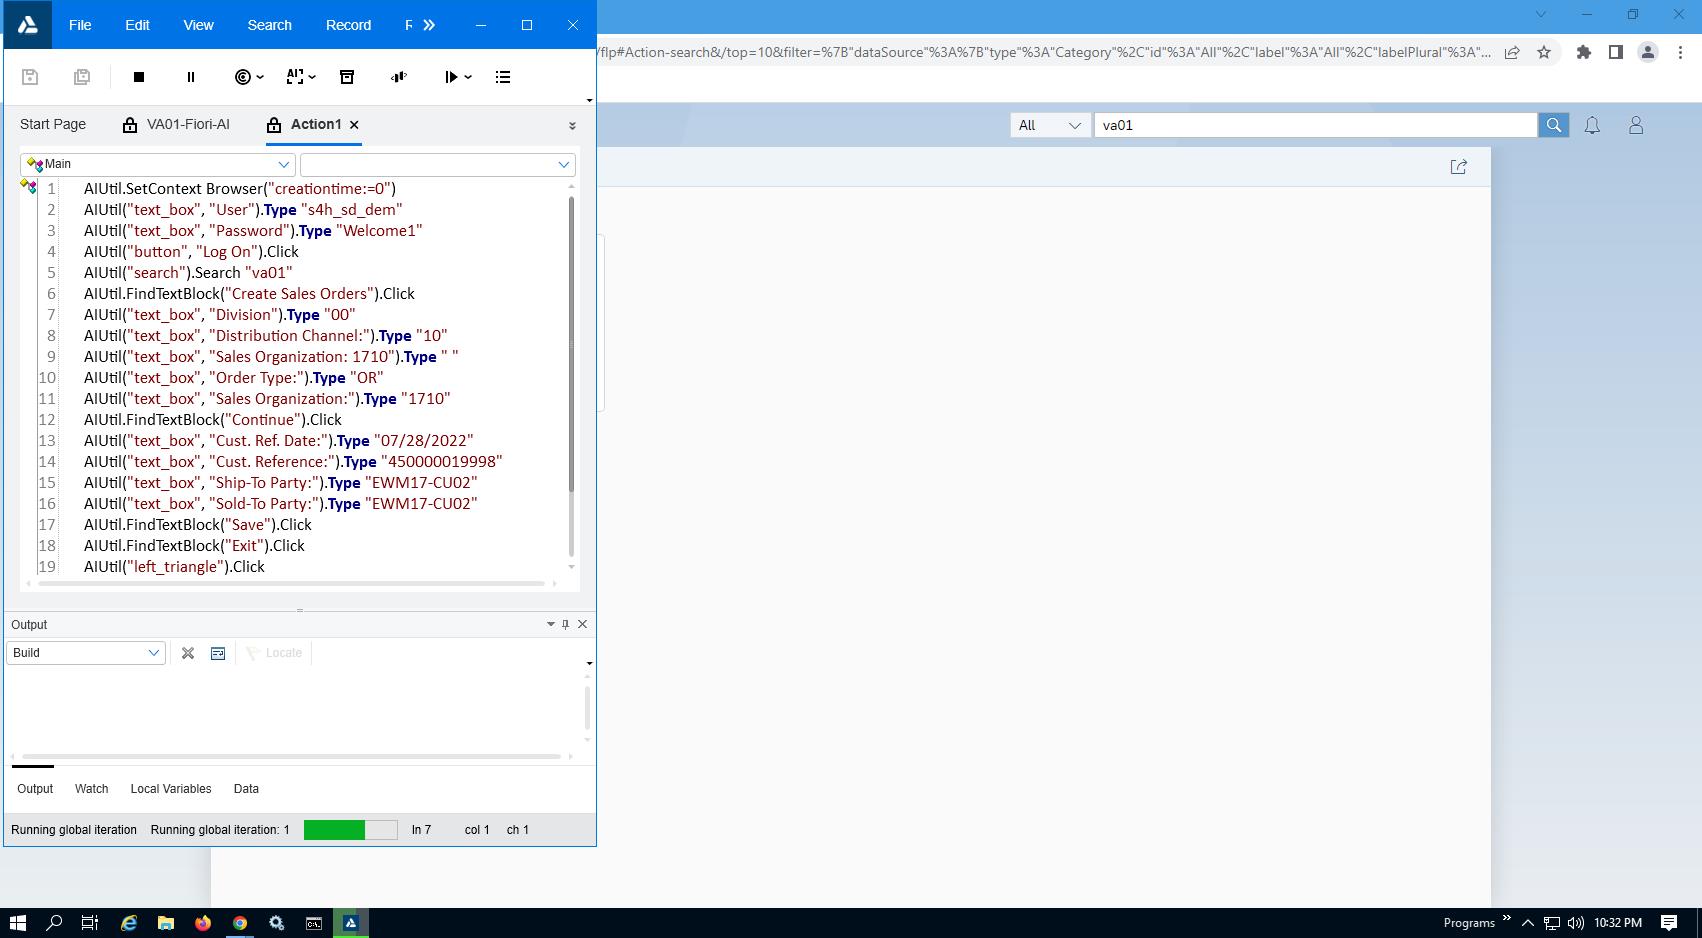 File Edit View Search Record
/flp#Action-search&/top=10&filter=%7B"dataSource"%3A%7B"type"%3A"Category"%2C"id"%3A"All"%2C"label"%3A"All"%2C"labelPlural"%3A"...
AI
Start Page VA01-Fiori-AI Action1
All va01
Main
1 AIUtil.SetContext Browser("creationtime:=0")
2 AIUtil("text_box", "User").Type "s4h_sd_dem"
3 AIUtil("text_box", "Password").Type "Welcome1"
4 AIUtil("button", "Log On").Click
5 AIUtil("search").Search "va01"
6 AIUtil.FindTextBlock("Create Sales Orders").Click
7 AIUtil("text_box", "Division").Type "00"
8 AIUtil("text_box", "Distribution Channel:").Type "10"
9 AIUtil("text_box", "Sales Organization: 1710").Type " "
10 AIUtil("text_box", "Order Type:").Type "OR"
11 AIUtil("text_box", "Sales Organization:").Type "1710"
12 AIUtil.FindTextBlock("Continue").Click
13 AIUtil("text_box", "Cust. Ref. Date:").Type "07/28/2022"
14 AIUtil("text_box", "Cust. Reference:").Type "450000019998"
15 AIUtil("text_box", "Ship-To Party:").Type "EWM17-CU02"
16 AIUtil("text_box", "Sold-To Party:").Type "EWM17-CU02"
17 AIUtil.FindTextBlock("Save").Click
18 AIUtil.FindTextBlock("Exit").Click
19 AIUtil("left_triangle").Click
Output
Build Locate
Output Watch Local Variables Data
Running global iteration Running global iteration: 1 ln 7 col 1 ch 1
Programs 10:32 PM